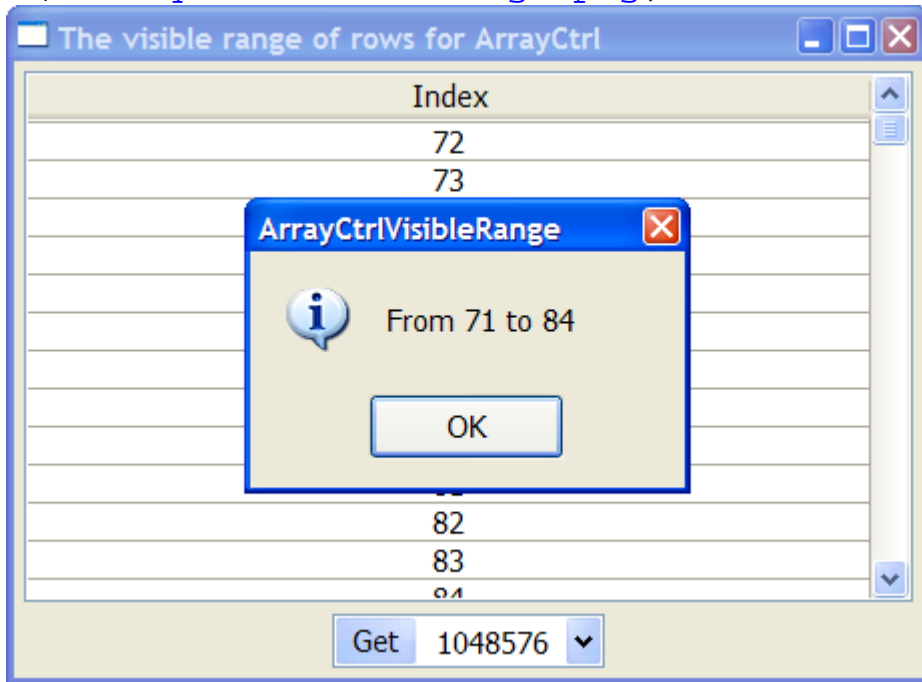 The visible range of rows for ArrayCtrl
Index
72
73
ArrayCtrlVisibleRange
From 71 to 84
OK
82
83
84
Get 1048576